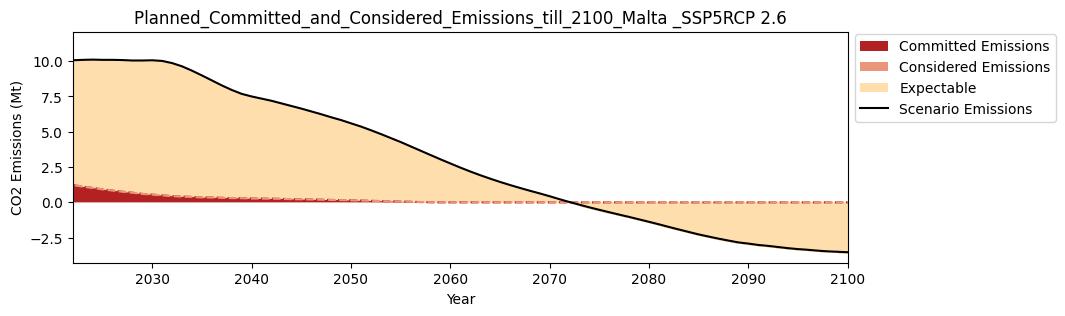 Planned_Committed_and_Considered_Emissions_till_2100_Malta _SSP5RCP 2.6
CO2 Emissions (Mt)
10.0
7.5
5.0
2.5
0.0
−2.5
2030 2040 2050 2060 2070 2080 2090 2100
Year
Committed Emissions
Considered Emissions
Expectable
Scenario Emissions